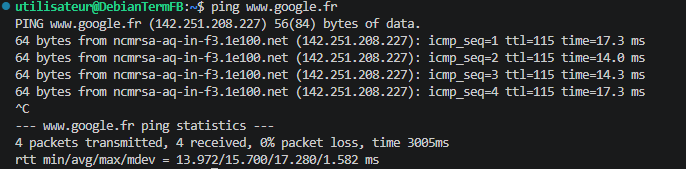 utilisateur@DebianTermFB:~$ ping www.google.fr
PING www.google.fr (142.251.208.227) 56(84) bytes of data.
64 bytes from ncmrsa-aq-in-f3.1e100.net (142.251.208.227): icmp_seq=1 ttl=115 time=17.3 ms
64 bytes from ncmrsa-aq-in-f3.1e100.net (142.251.208.227): icmp_seq=2 ttl=115 time=14.0 ms
64 bytes from ncmrsa-aq-in-f3.1e100.net (142.251.208.227): icmp_seq=3 ttl=115 time=14.3 ms
64 bytes from ncmrsa-aq-in-f3.1e100.net (142.251.208.227): icmp_seq=4 ttl=115 time=17.3 ms
^C
--- www.google.fr ping statistics ---
4 packets transmitted, 4 received, 0% packet loss, time 3005ms
rtt min/avg/max/mdev = 13.972/15.700/17.280/1.582 ms